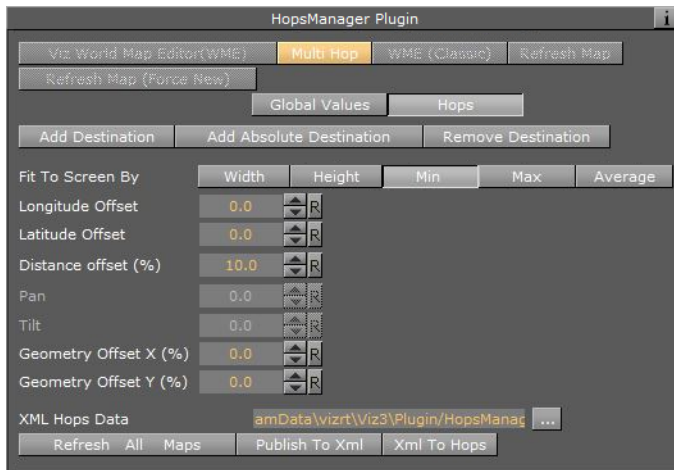 HopsManager Plugin i
Viz World Map Editor(WME) Multi Hop WME (Classic) Refresh Map
Refresh Map (Force New)
Global Values Hops
Add Destination Add Absolute Destination Remove Destination
Fit To Screen By Width Height Min Max Average
Longitude Offset 0.0 R
Latitude Offset 0.0 R
Distance offset (%) 10.0 R
Pan 0.0 R
Tilt 0.0 R
Geometry Offset X (%) 0.0 R
Geometry Offset Y (%) 0.0 R
XML Hops Data amData\vizrt\Viz3\Plugin/HopsManag ...
Refresh All Maps Publish To Xml Xml To Hops